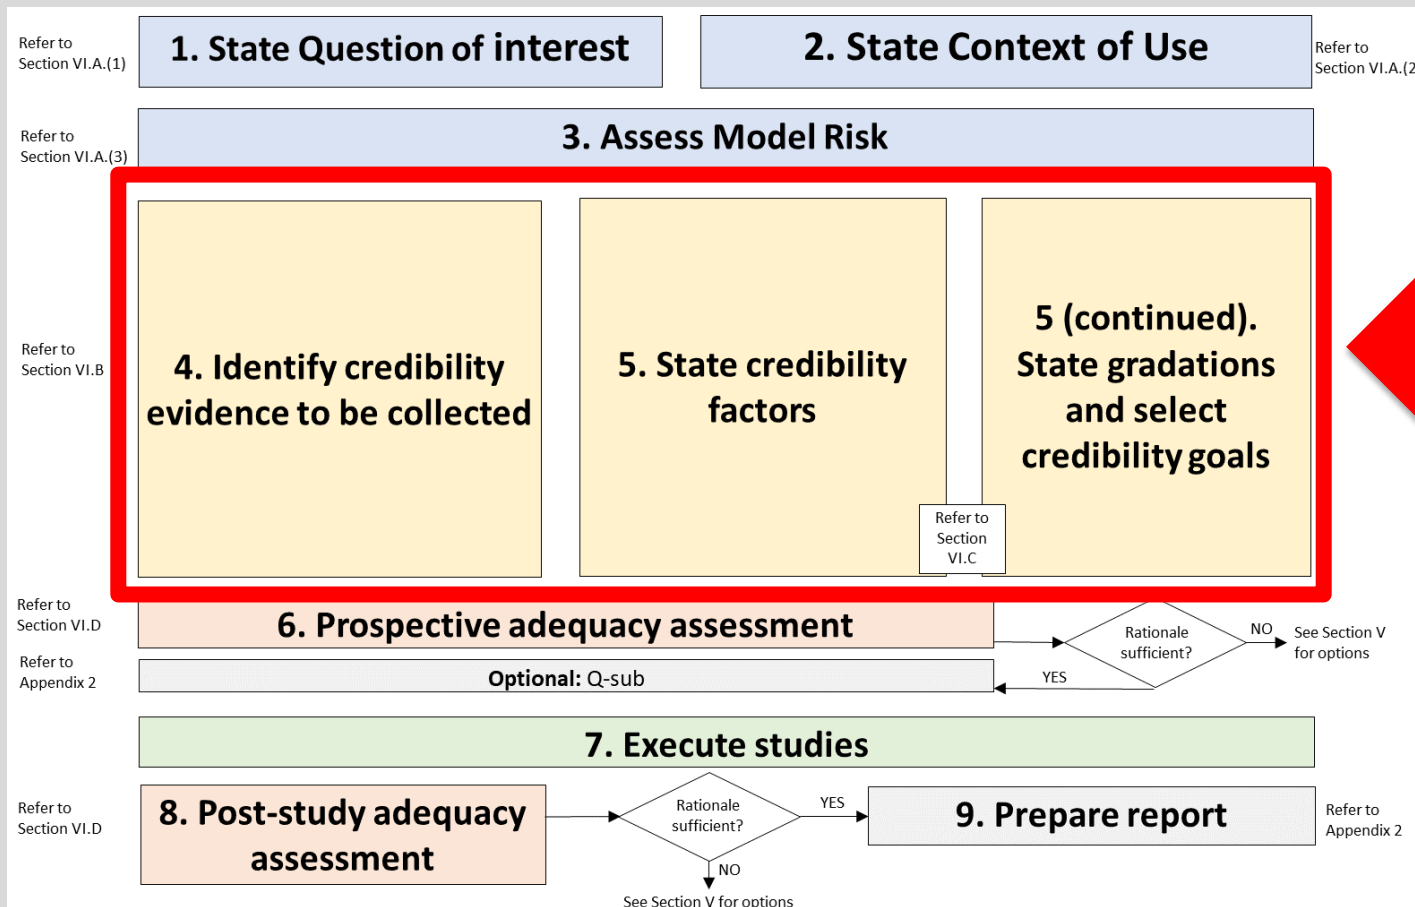 Refer to
Section VI.A.(1)
1. State Question of interest
2. State Context of Use
Refer to
Section VI.A.(2
Refer to
Section VI.A.(3)
3. Assess Model Risk
Refer to
Section VI.B
4. Identify credibility
evidence to be collected
5. State credibility
factors
5 (continued).
State gradations
and select
credibility goals
Refer to
Section
VI.C
Refer to
Section VI.D
6. Prospective adequacy assessment
Rationale
sufficient?
NO
See Section V
for options
YES
Refer to
Appendix 2
Optional: Q-sub
7. Execute studies
Refer to
Section VI.D
8. Post-study adequacy
assessment
Rationale
sufficient?
YES
9. Prepare report
Refer to
Appendix 2
NO
See Section V for options